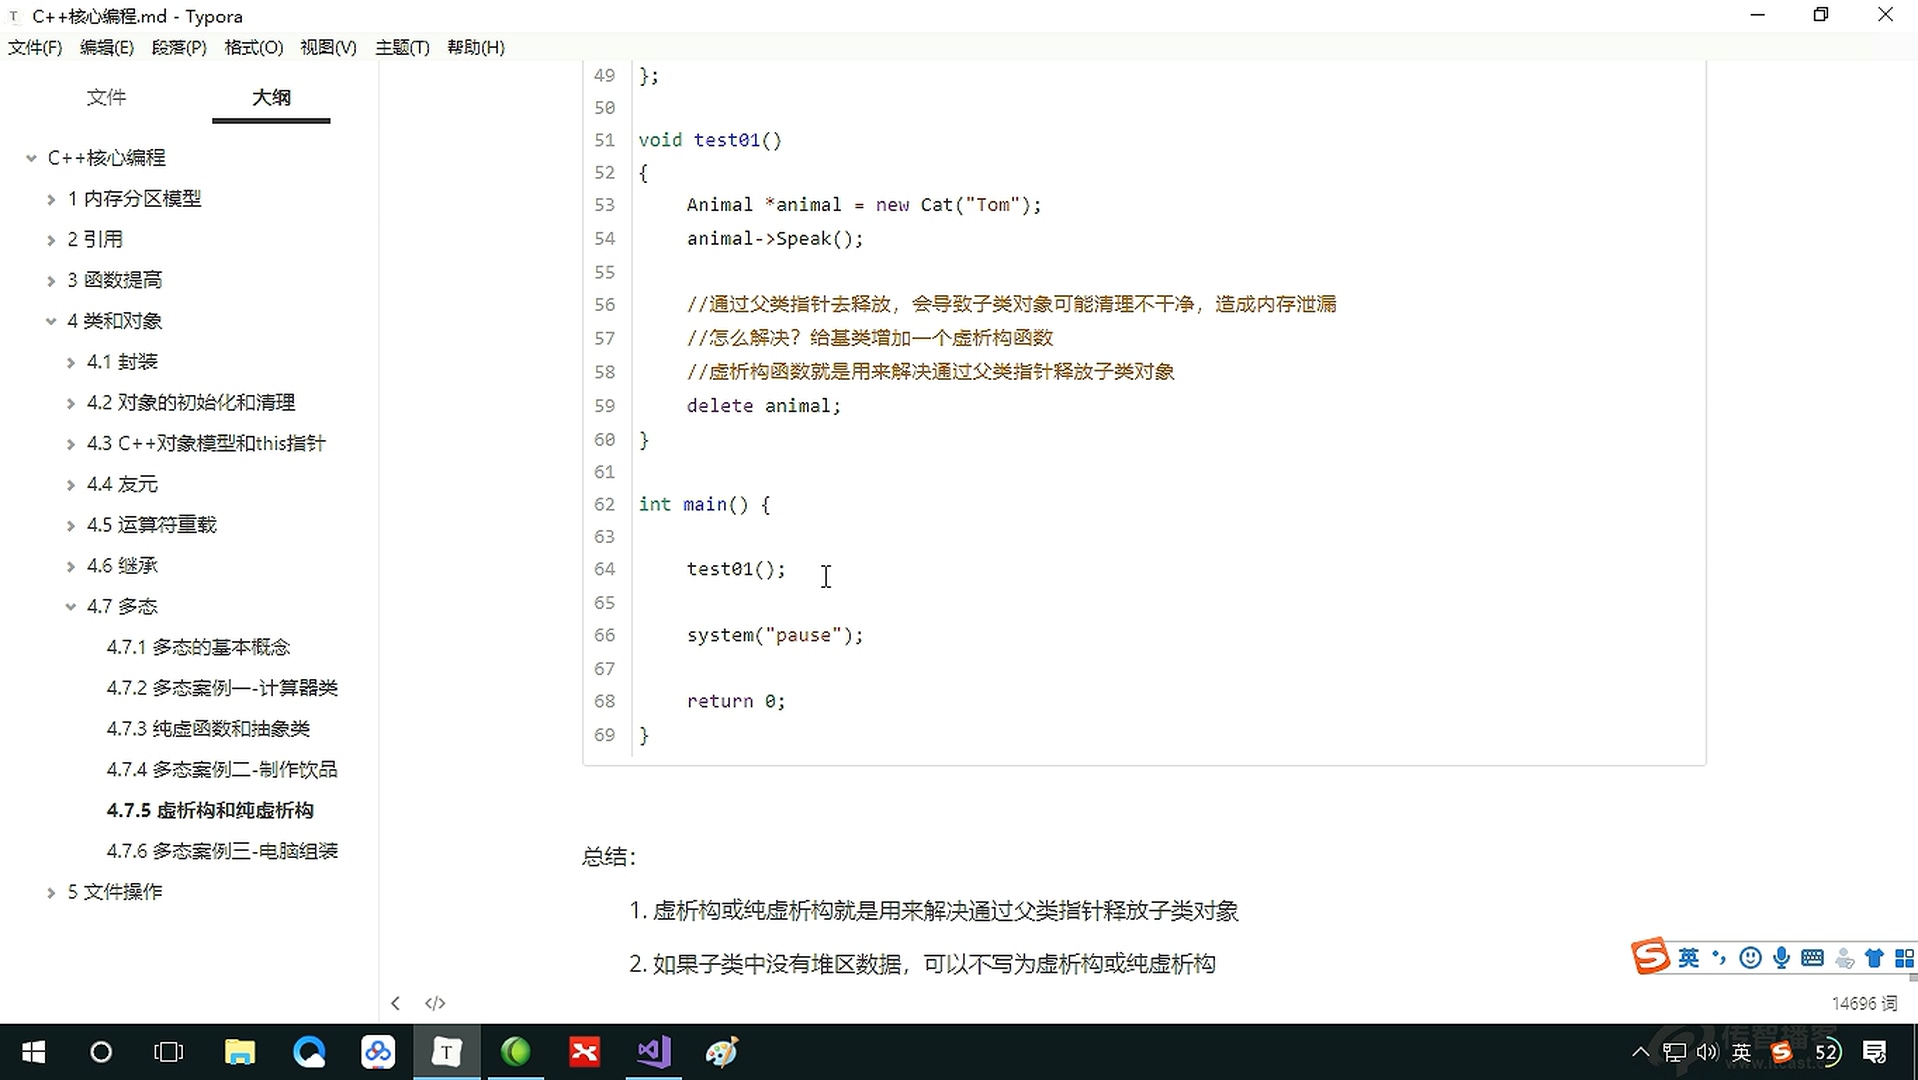 C++核心编程.md - Typora
文件(F) 编辑(E) 段落(P) 格式(O) 视图(V) 主题(T) 帮助(H)
文件 大纲
C++核心编程
1 内存分区模型
2 引用
3 函数提高
4 类和对象
4.1 封装
4.2 对象的初始化和清理
4.3 C++对象模型和this指针
4.4 友元
4.5 运算符重载
4.6 继承
4.7 多态
4.7.1 多态的基本概念
4.7.2 多态案例一-计算器类
4.7.3 纯虚函数和抽象类
4.7.4 多态案例二-制作饮品
4.7.5 虚析构和纯虚析构
4.7.6 多态案例三-电脑组装
5 文件操作
49 };
50
51 void test01()
52 {
53 Animal *animal = new Cat("Tom");
54 animal->Speak();
55
56 //通过父类指针去释放，会导致子类对象可能清理不干净，造成内存泄漏
57 //怎么解决？给基类增加一个虚析构函数
58 //虚析构函数就是用来解决通过父类指针释放子类对象
59 delete animal;
60 }
61
62 int main() {
63
64 test01();
65
66 system("pause");
67
68 return 0;
69 }
总结：
1. 虚析构或纯虚析构就是用来解决通过父类指针释放子类对象
2. 如果子类中没有堆区数据，可以不写为虚析构或纯虚析构
英
14696 词
英 52
传智播客